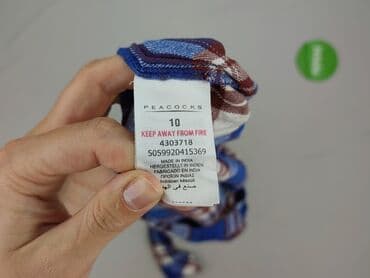 PEACOCKS
10
KEEP AWAY FROM FIRE
4303718
5059920415369
MADE IN INDIA
HERGESTELLT IN INDIEN
FABRICADO EN INDIA
صنع في الهند